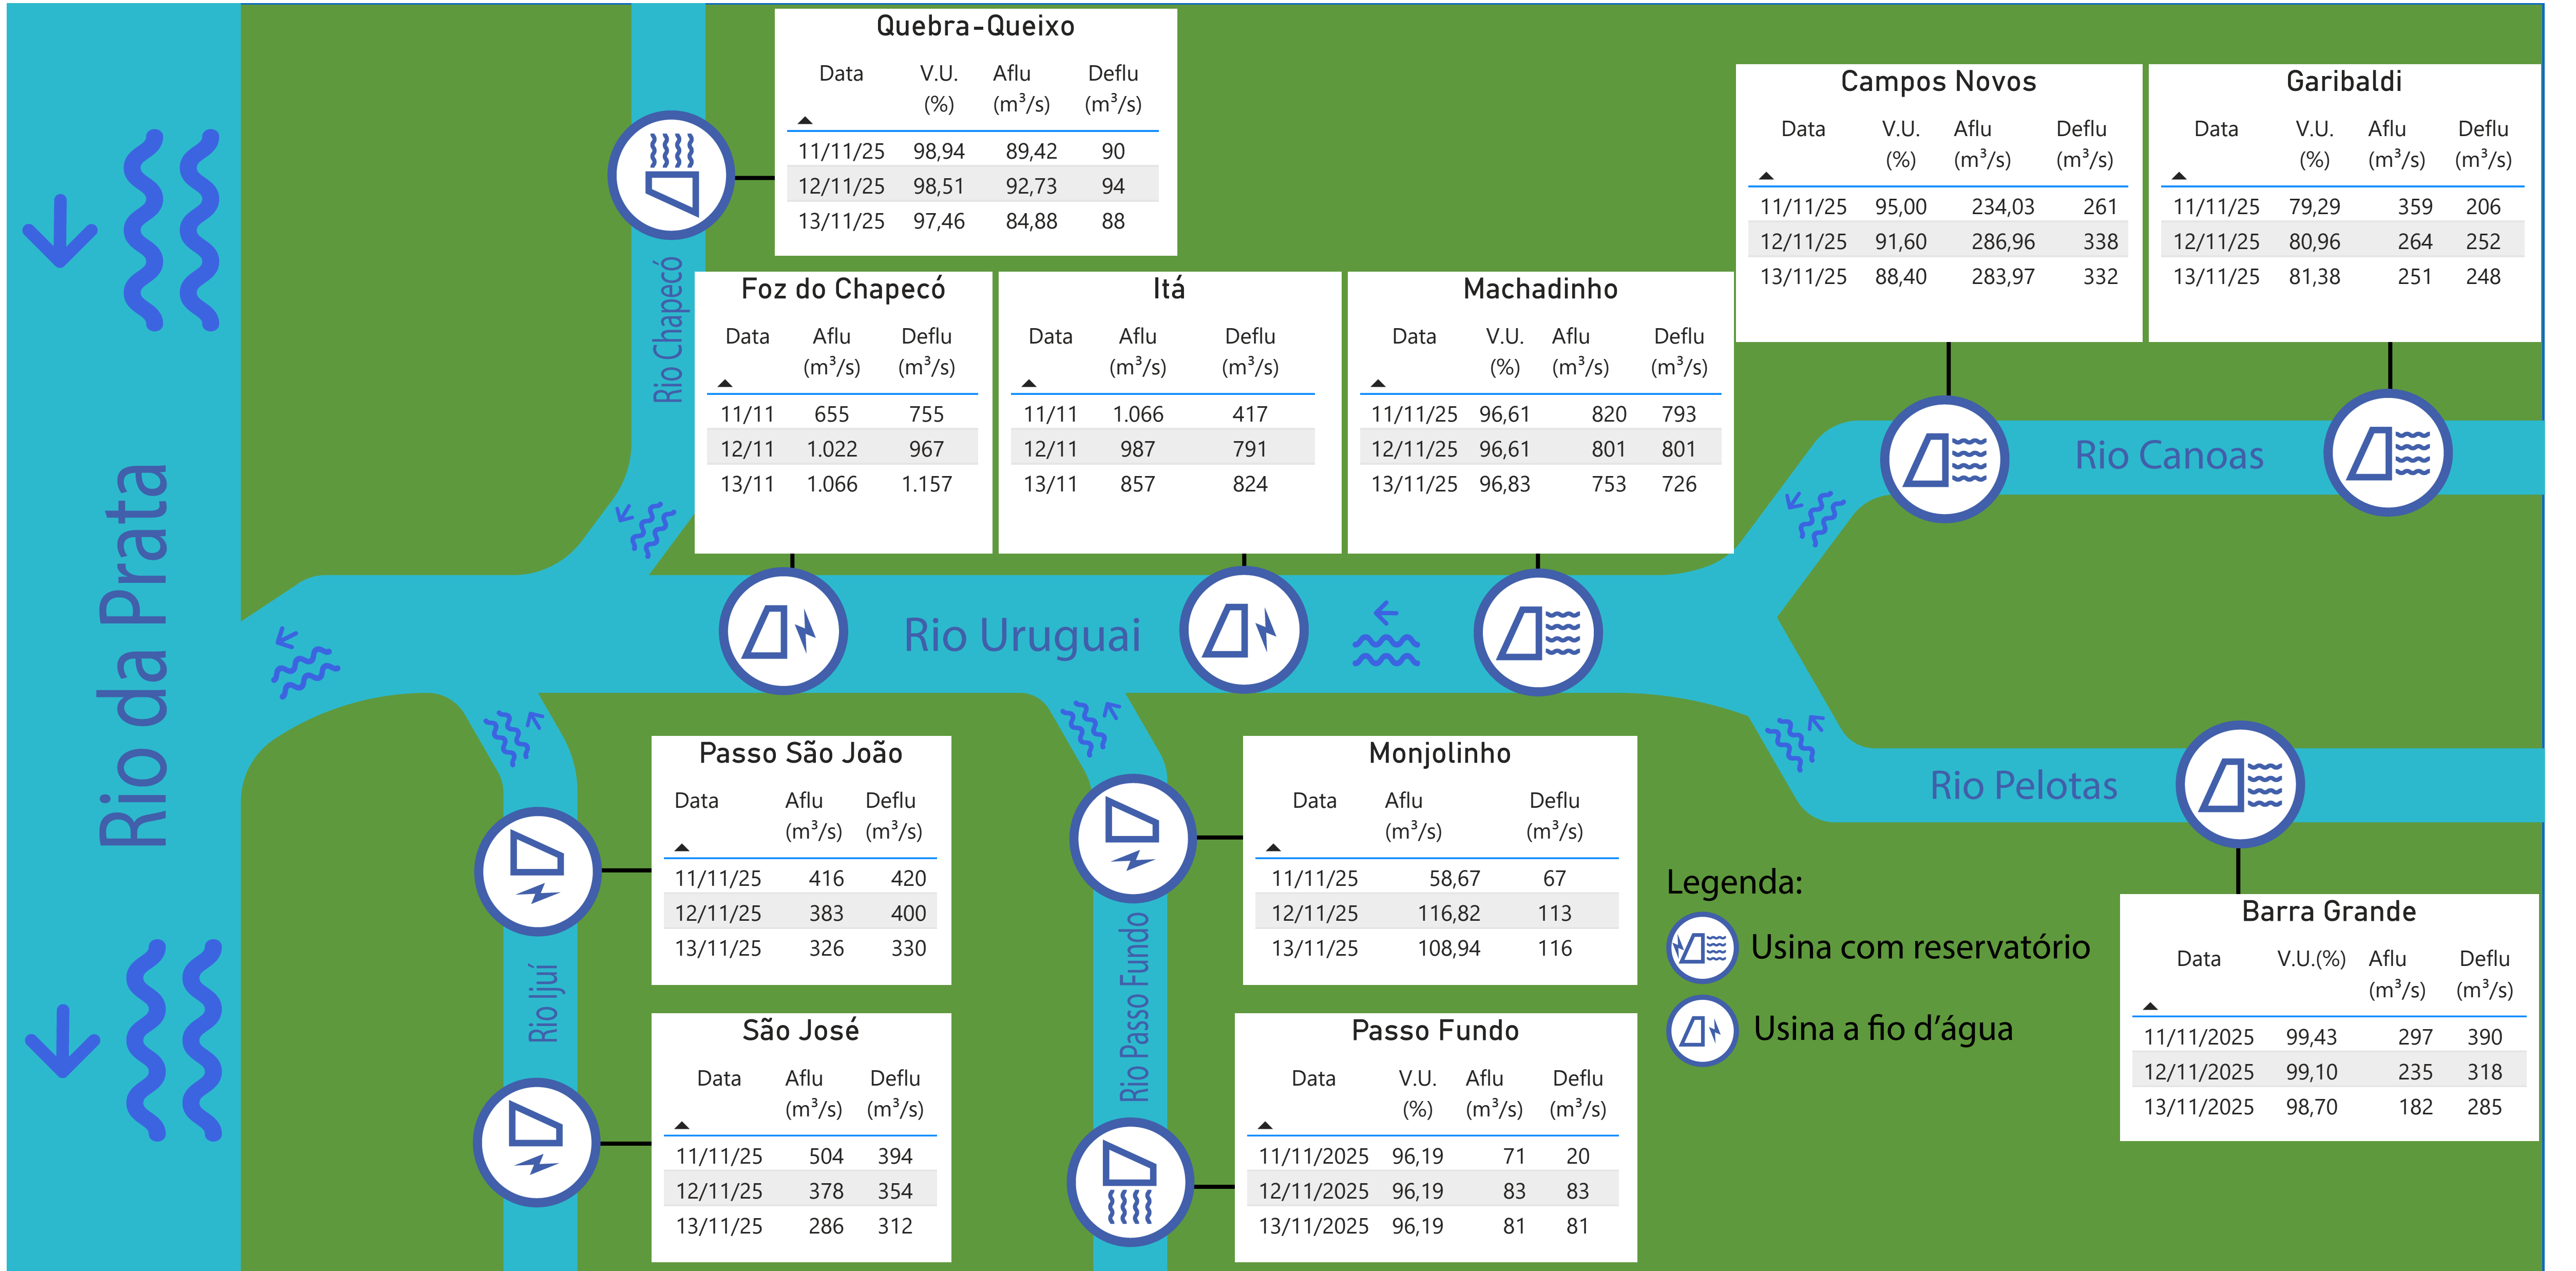 Quebra-Queixo
Data V.U. (%) Aflu (m³/s) Deflu (m³/s)
11/11/25 98,94 89,42 90
12/11/25 98,51 92,73 94
13/11/25 97,46 84,88 88
Campos Novos
Data V.U. (%) Aflu (m³/s) Deflu (m³/s)
11/11/25 95,00 234,03 261
12/11/25 91,60 286,96 338
13/11/25 88,40 283,97 332
Garibaldi
Data V.U. (%) Aflu (m³/s) Deflu (m³/s)
11/11/25 79,29 359 206
12/11/25 80,96 264 252
13/11/25 81,38 251 248
Rio Chapecó
Foz do Chapecó
Data Aflu (m³/s) Deflu (m³/s)
11/11 655 755
12/11 1.022 967
13/11 1.066 1.157
Itá
Data Aflu (m³/s) Deflu (m³/s)
11/11 1.066 417
12/11 987 791
13/11 857 824
Machadinho
Data V.U. (%) Aflu (m³/s) Deflu (m³/s)
11/11/25 96,61 820 793
12/11/25 96,61 801 801
13/11/25 96,83 753 726
Rio Canoas
Rio da Prata
Rio Uruguai
Rio Pelotas
Passo São João
Data Aflu (m³/s) Deflu (m³/s)
11/11/25 416 420
12/11/25 383 400
13/11/25 326 330
Monjolinho
Data Aflu (m³/s) Deflu (m³/s)
11/11/25 58,67 67
12/11/25 116,82 113
13/11/25 108,94 116
Rio Ijuí
Rio Passo Fundo
São José
Data Aflu (m³/s) Deflu (m³/s)
11/11/25 504 394
12/11/25 378 354
13/11/25 286 312
Passo Fundo
Data V.U. (%) Aflu (m³/s) Deflu (m³/s)
11/11/2025 96,19 71 20
12/11/2025 96,19 83 83
13/11/2025 96,19 81 81
Legenda:
Usina com reservatório
Usina a fio d’água
Barra Grande
Data V.U.(%) Aflu (m³/s) Deflu (m³/s)
11/11/2025 99,43 297 390
12/11/2025 99,10 235 318
13/11/2025 98,70 182 285